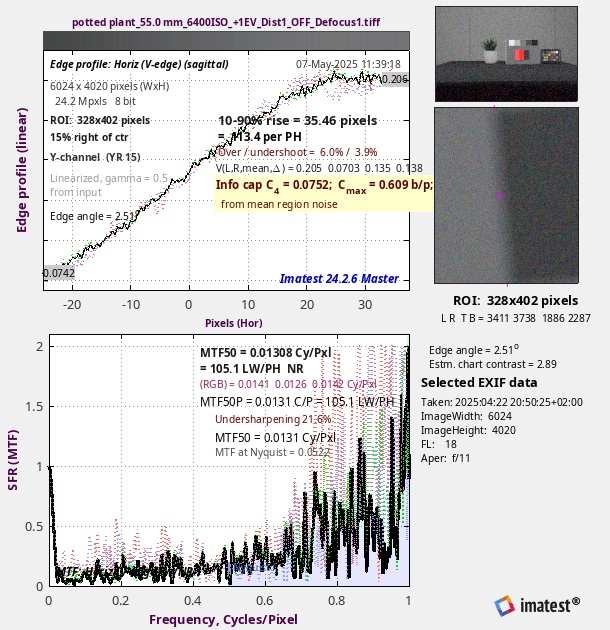 potted plant_55.0 mm_6400ISO_+1EV_Dist1_OFF_Defocus1.tiff
Edge profile: Horiz (V-edge) (sagittal)
07-May-2025 11:39:18
0.206
6024 x 4020 pixels (WxH)
24.2 Mpxls 8 bit
ROI: 328x402 pixels
15% right of ctr
Y-channel (YR 15)
Linearized, gamma = 0.5
from input
Edge angle = 2.51°
10-90% rise = 35.46 pixels
= 113.4 per PH
Over / undershoot = 6.0% / 3.9%
V(L,R,mean,Δ) = 0.205 0.0703 0.135 0.138
Info cap C4 = 0.0752; Cmax = 0.609 b/p;
from mean region noise
0.0742
Imatest 24.2.6 Master
Edge profile (linear)
-20 -10 0 10 20 30
Pixels (Hor)
ROI: 328x402 pixels
L R T B = 3411 3738 1886 2287
Edge angle = 2.51°
Estm. chart contrast = 2.89
Selected EXIF data
Taken: 2025:04:22 20:50:25+02:00
ImageWidth: 6024
ImageHeight: 4020
FL: 18
Aper: f/11
MTF50 = 0.01308 Cy/Pxl
= 105.1 LW/PH NR
(RGB) = 0.0141 0.0126 0.0142 Cy/Pxl
MTF50P = 0.0131 C/P = 105.1 LW/PH
Undersharpening 21.6%
MTF50 = 0.0131 Cy/Pxl
MTF at Nyquist = 0.0527
SFR (MTF)
2
1.5
1
0.5
0
0 0.2 0.4 0.6 0.8 1
Frequency, Cycles/Pixel
imatest®